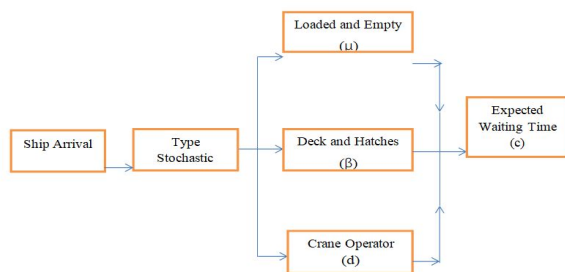 Loaded and Empty
(μ)
Ship Arrival
Type
Stochastic
Deck and Hatches
(β)
Expected
Waiting Time
(c)
Crane Operator
(d)